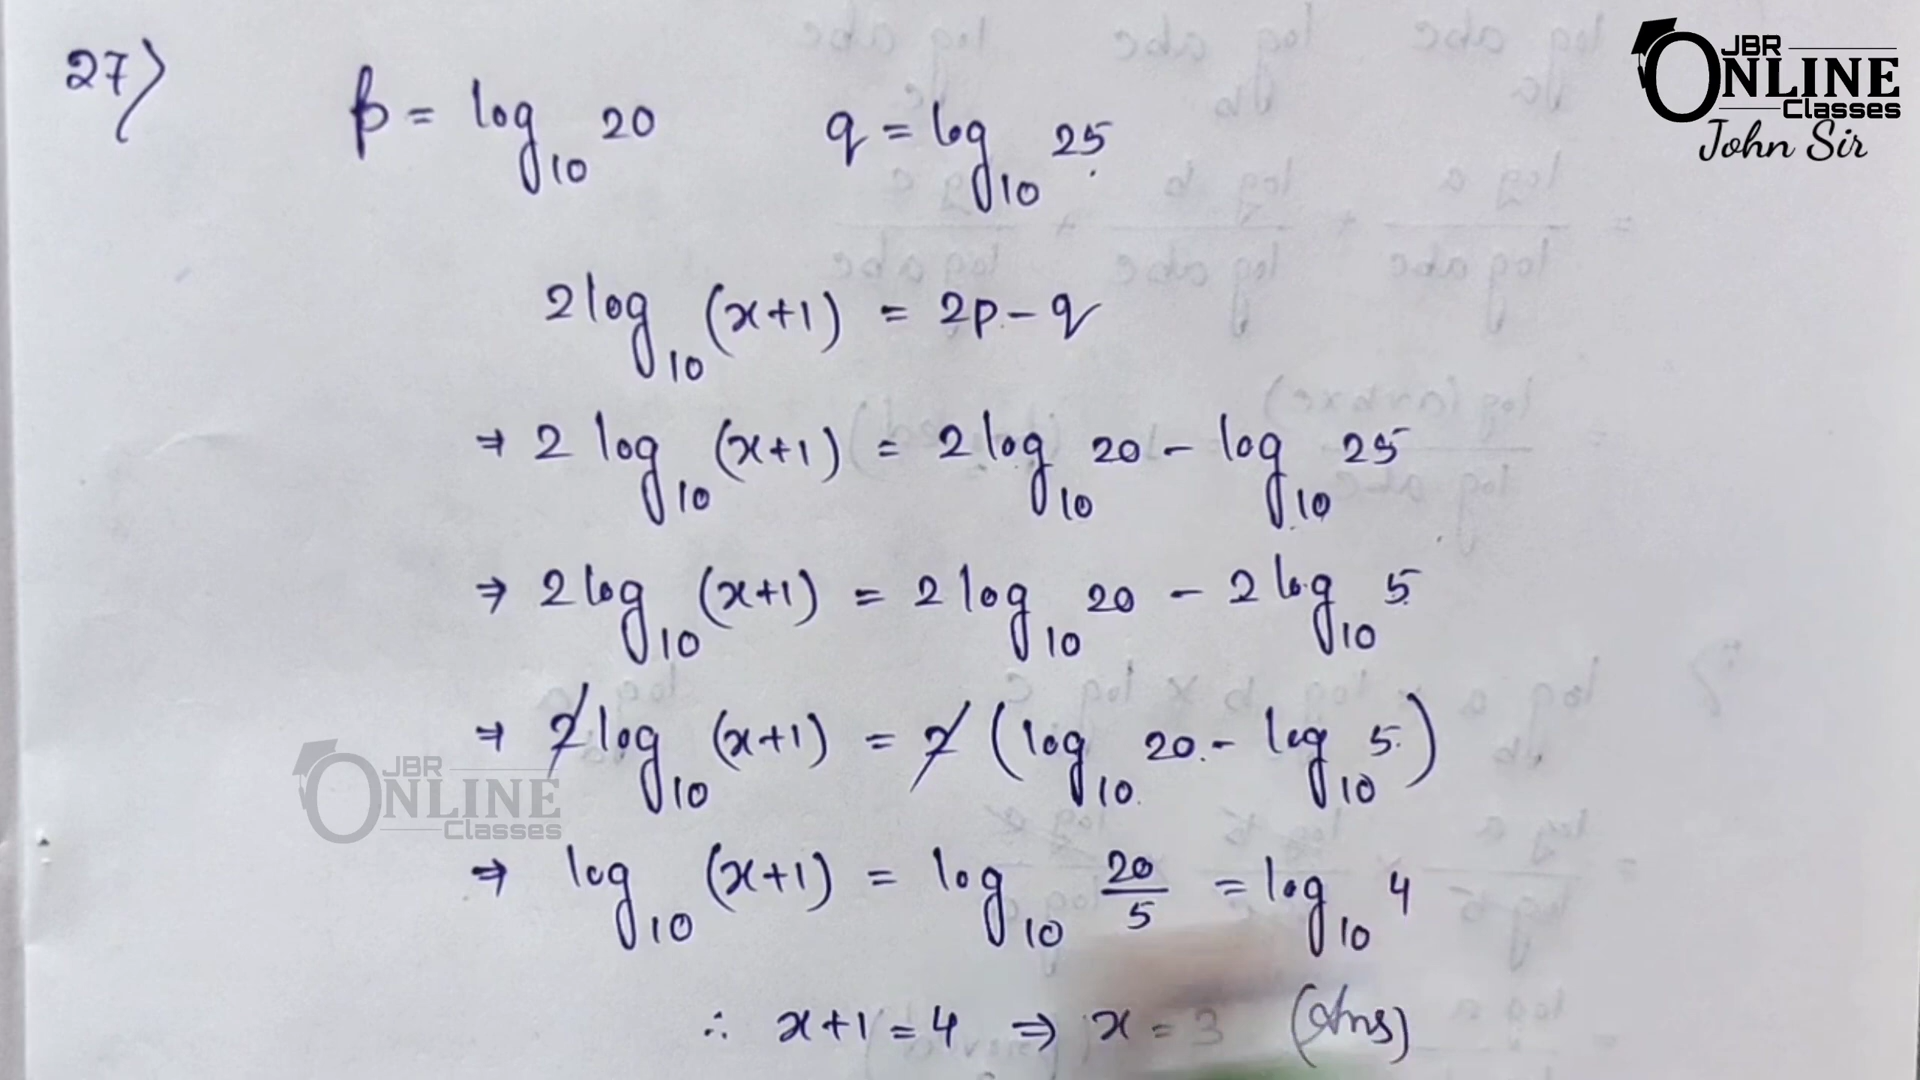 JBR
ONLINE
Classes
John Sir
27) p = log₁₀ 20 q = log₁₀ 25
2log₁₀ (x+1) = 2p - q
⇒ 2 log₁₀ (x+1) = 2 log₁₀ 20 - log₁₀ 25
⇒ 2 log₁₀ (x+1) = 2 log₁₀ 20 - 2 log₁₀ 5
⇒ 2 log₁₀ (x+1) = 2 (log₁₀ 20 - log₁₀ 5)
JBR
ONLINE
Classes
⇒ log₁₀ (x+1) = log₁₀ 20/5 = log₁₀ 4
∴ x+1 = 4 ⇒ x = 3 (Ans)